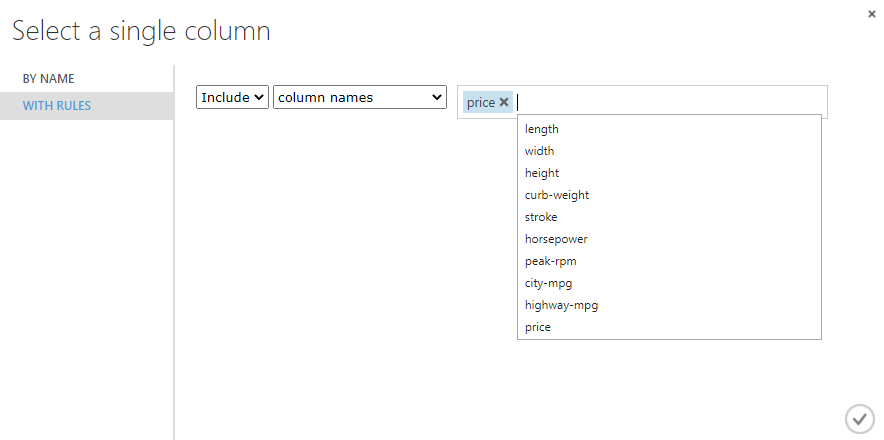 Select a single column
BY NAME
WITH RULES
Include column names price
length
width
height
curb-weight
stroke
horsepower
peak-rpm
city-mpg
highway-mpg
price